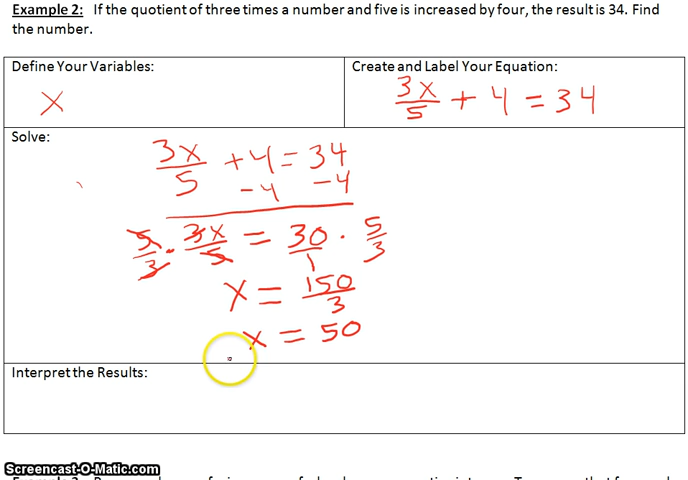 Example 2: If the quotient of three times a number and five is increased by four, the result is 34. Find
the number.
Define Your Variables:
x
Create and Label Your Equation:
3x/5 + 4 = 34
Solve:
3x/5 + 4 = 34
-4 -4
5/3 · 3x/5 = 30/1 · 5/3
x = 150/3
x = 50
Interpret the Results:
Screencast-O-Matic.com